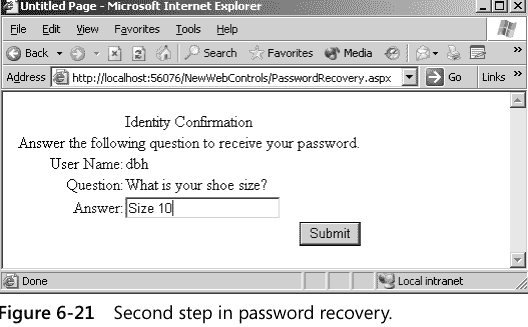 Untitled Page - Microsoft Internet Explorer
File Edit View Favorites Tools Help
Back Search Favorites Media »
Address http://localhost:56076/NewWebControls/PasswordRecovery.aspx Go Links »
Identity Confirmation
Answer the following question to receive your password.
User Name: dbh
Question: What is your shoe size?
Answer: Size 10
Submit
Done Local intranet
Figure 6-21 Second step in password recovery.